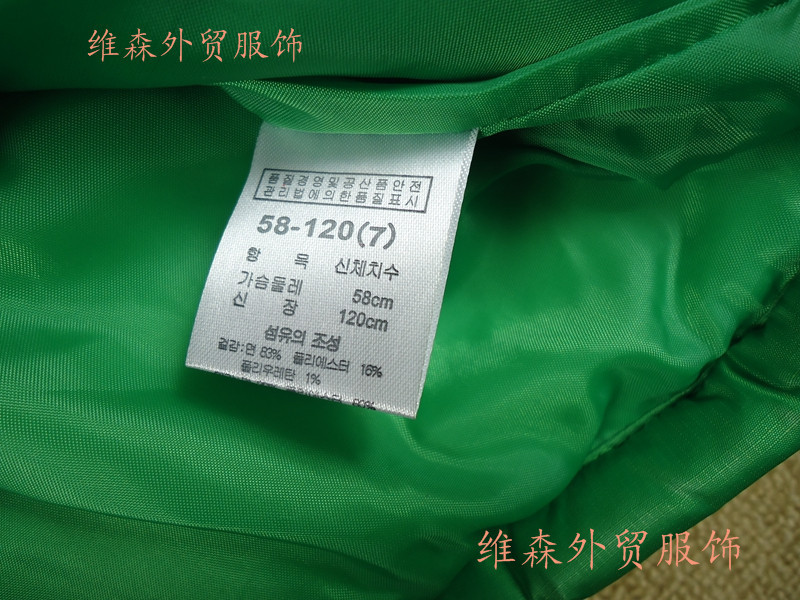 维森外贸服饰
품질경영및공산품안전
관리법에의한품질표시
58-120(7)
항 목 신체치수
가슴둘레 58cm
신 장 120cm
섬유의 조성
겉감:면 83% 폴리에스터 16%
폴리우레탄 1%
维森外贸服饰